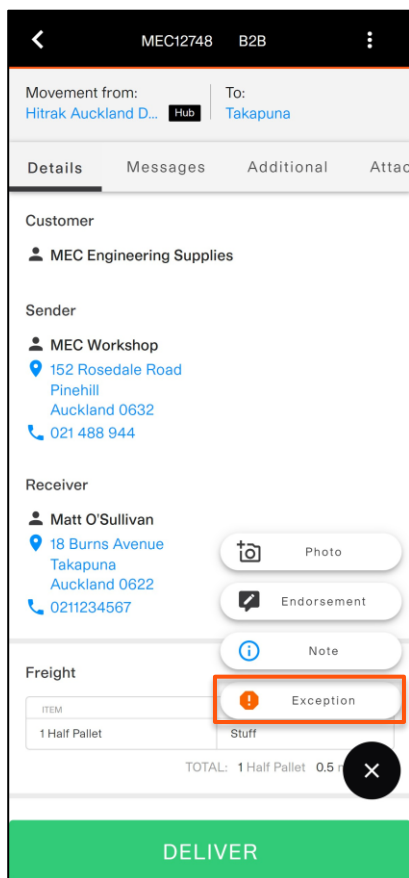 MEC12748 B2B
Movement from:
Hitrak Auckland D... Hub
To:
Takapuna
Details Messages Additional Attac
Customer
MEC Engineering Supplies
Sender
MEC Workshop
152 Rosedale Road
Pinehill
Auckland 0632
021 488 944
Receiver
Matt O'Sullivan
18 Burns Avenue
Takapuna
Auckland 0622
0211234567
Photo
Endorsement
Note
Exception
Freight
ITEM
1 Half Pallet Stuff
TOTAL: 1 Half Pallet 0.5
DELIVER